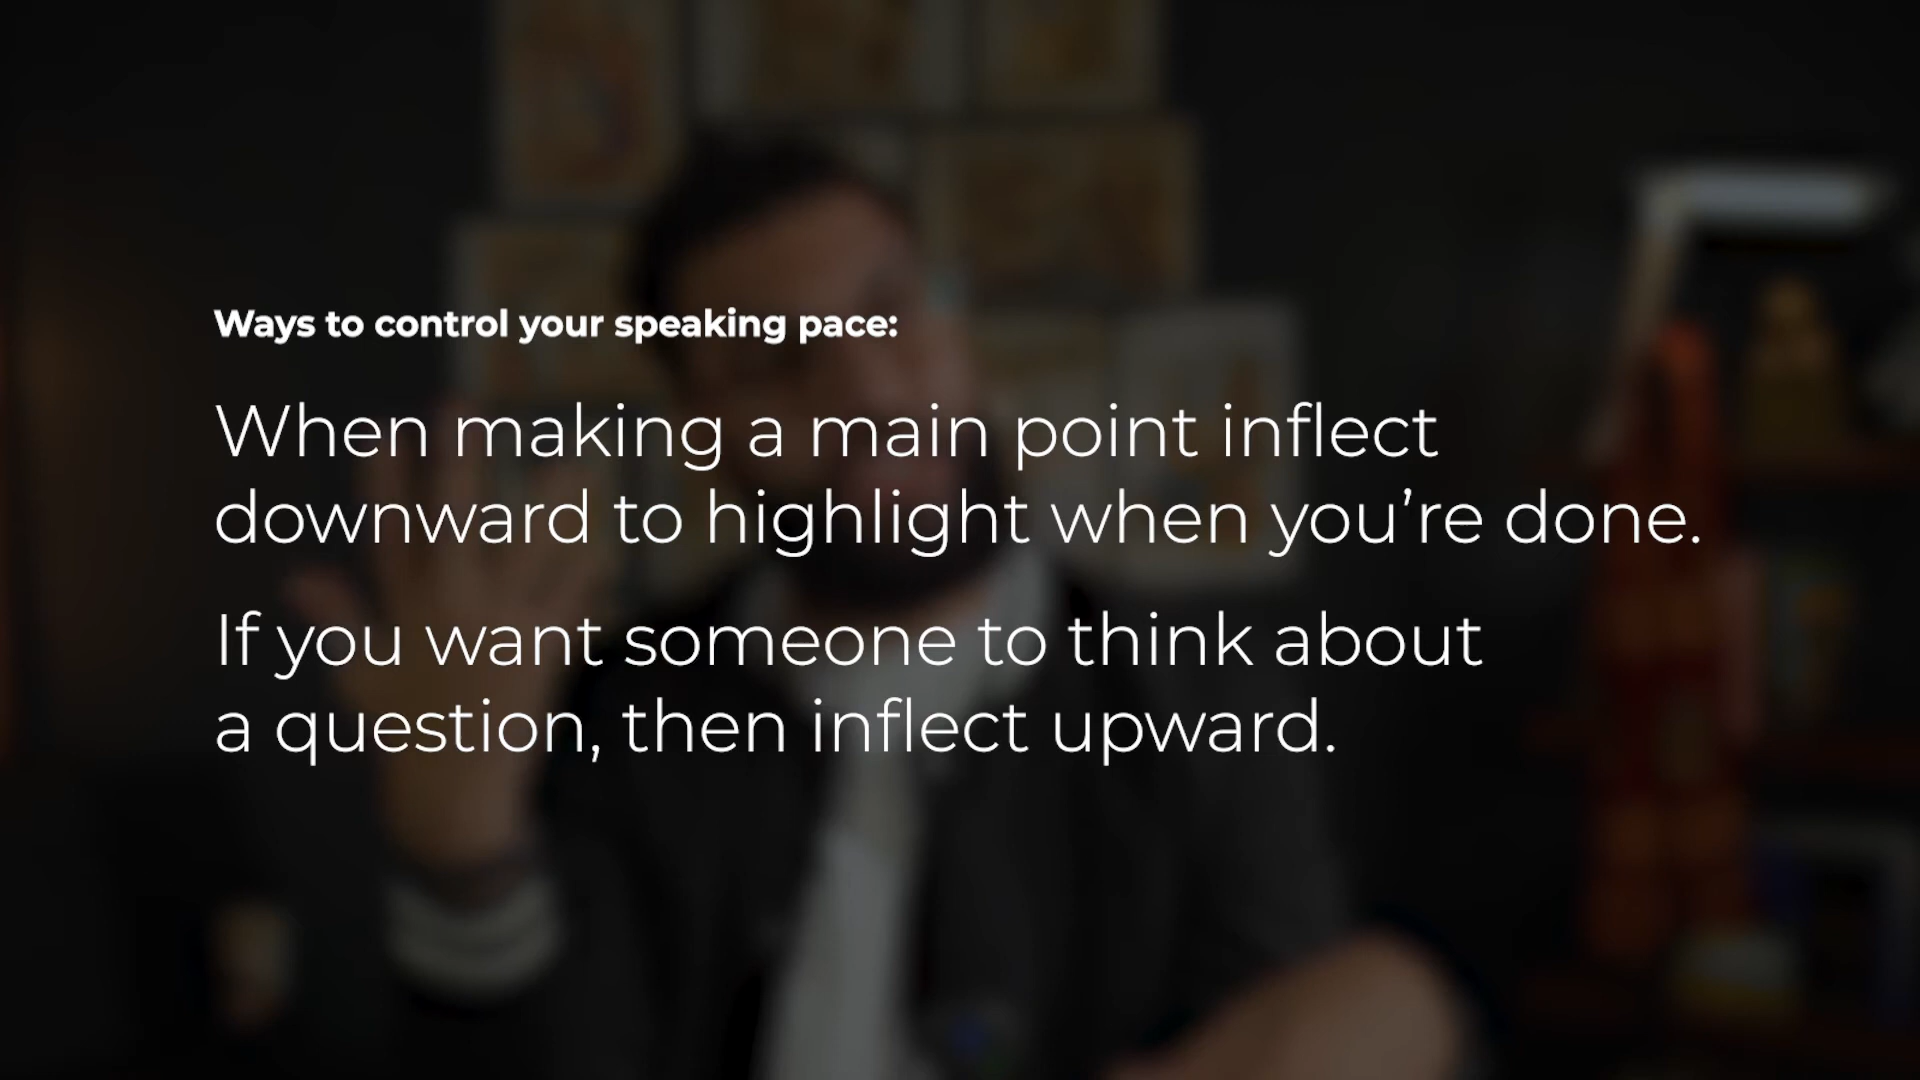 Ways to control your speaking pace:
When making a main point inflect
downward to highlight when you’re done.
If you want someone to think about
a question, then inflect upward.